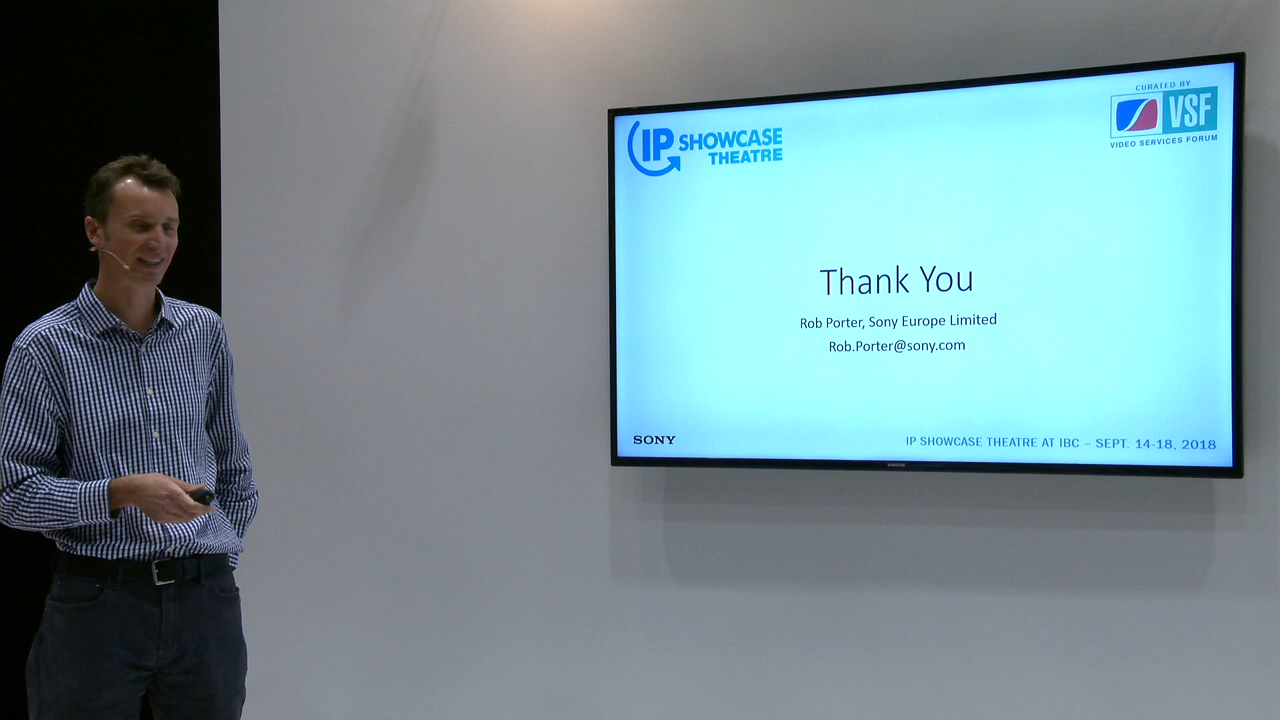 CURATED BY
IP SHOWCASE
THEATRE
VSF
VIDEO SERVICES FORUM
Thank You
Rob Porter, Sony Europe Limited
Rob.Porter@sony.com
SONY
IP SHOWCASE THEATRE AT IBC – SEPT. 14-18, 2018
SAMSUNG